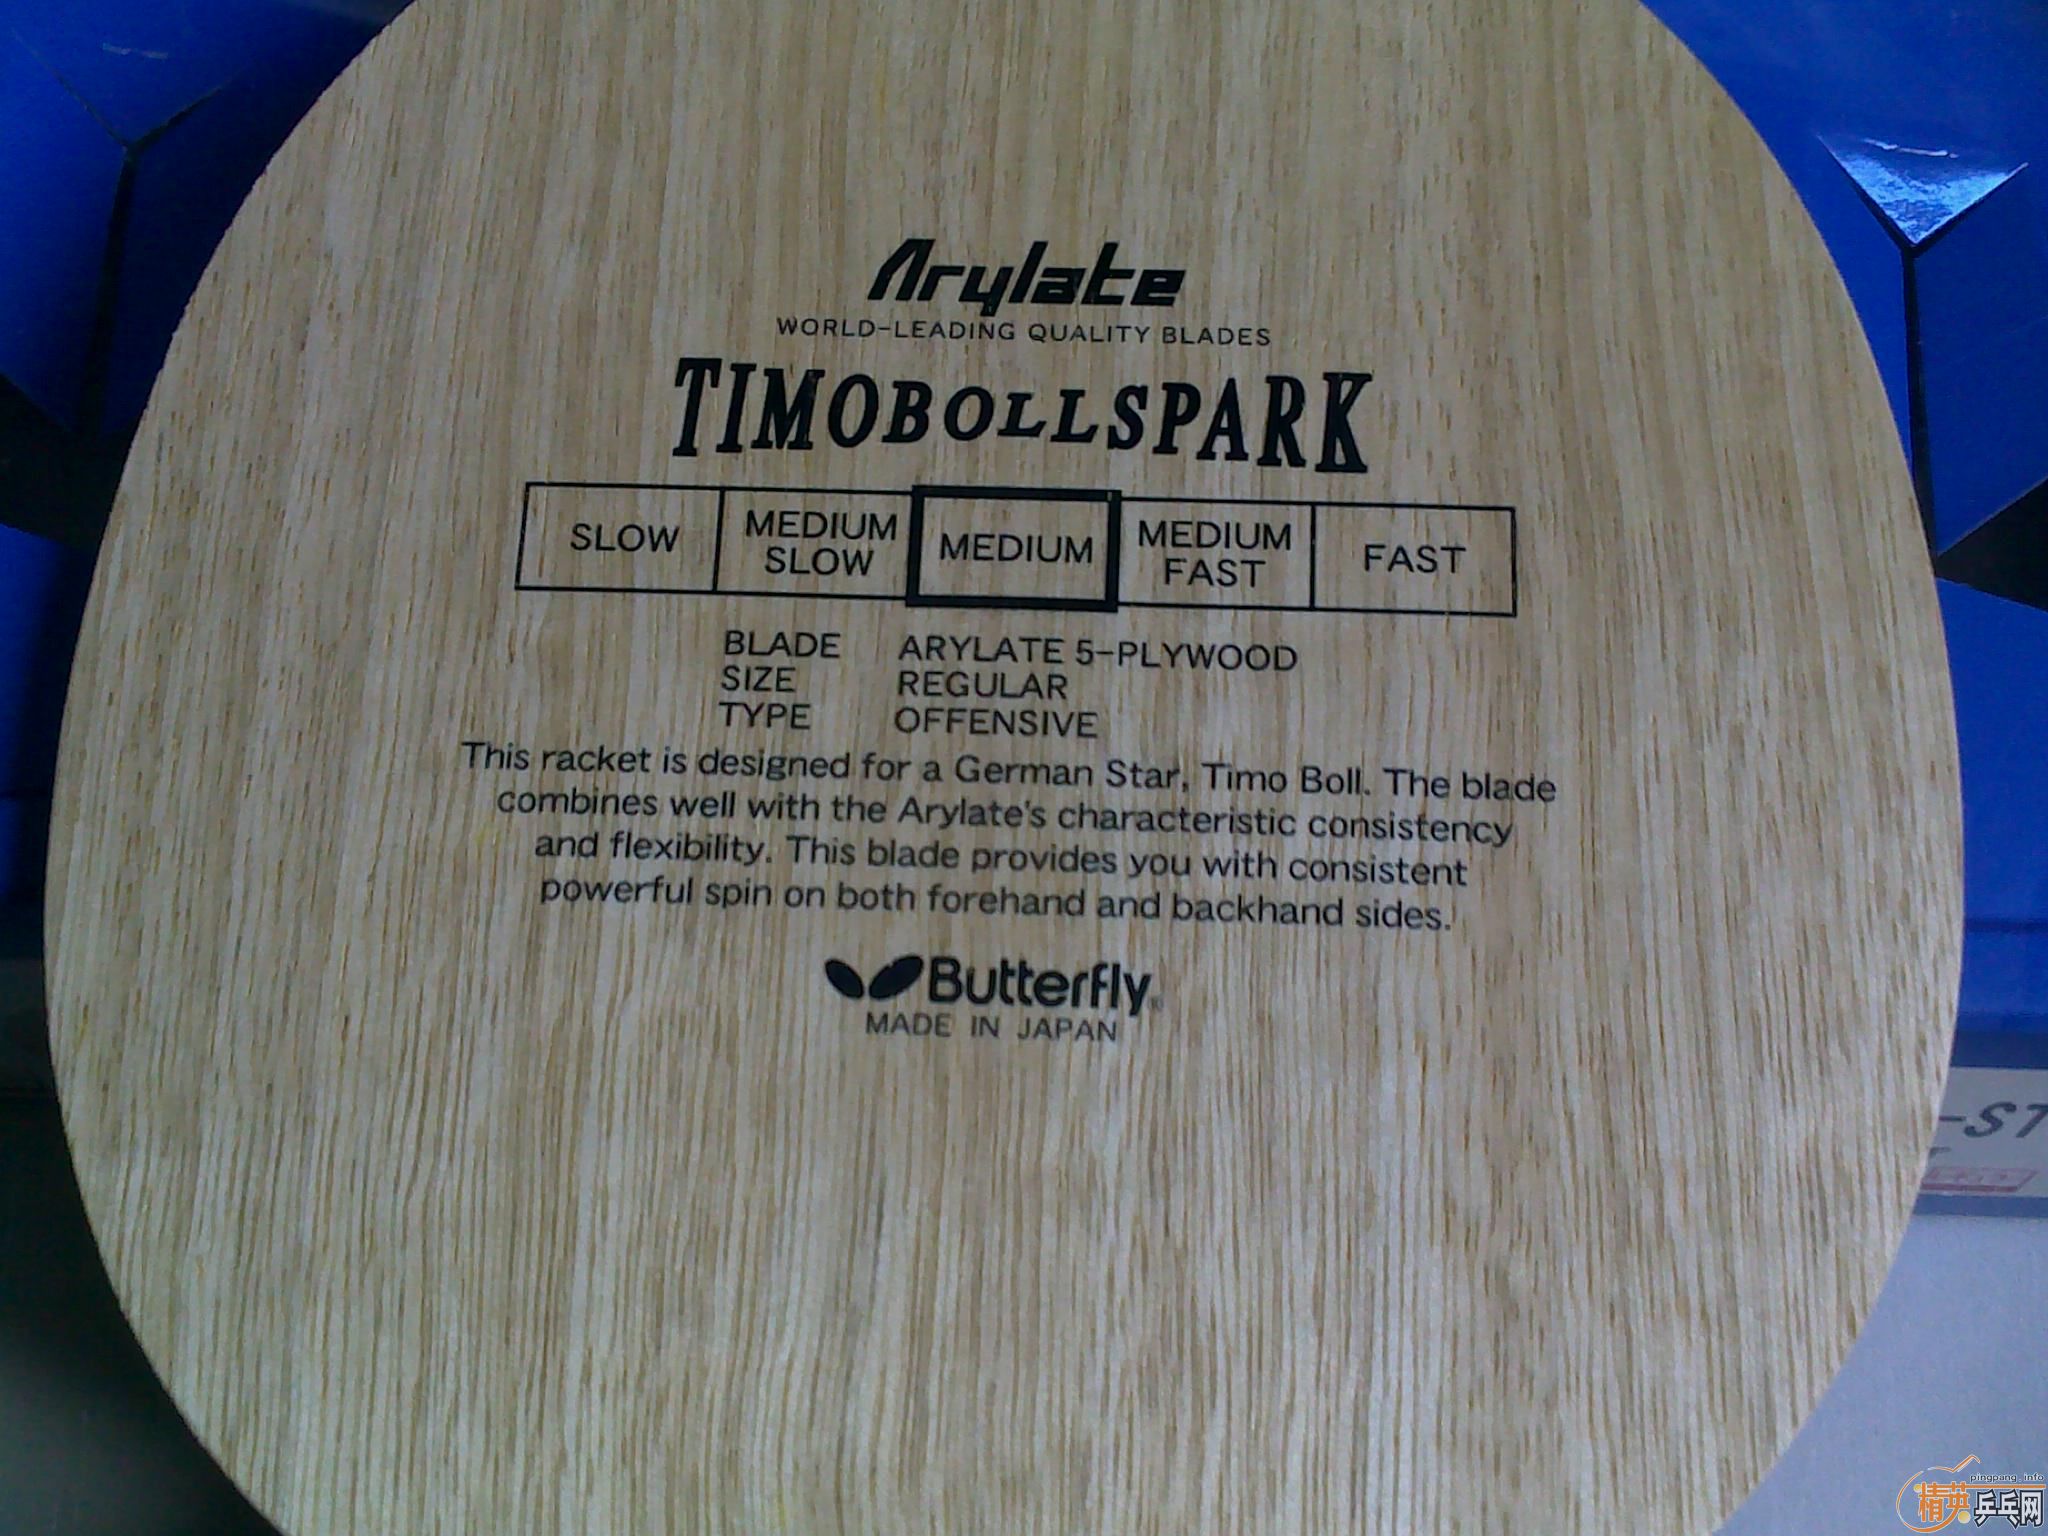 Arylate
WORLD-LEADING QUALITY BLADES
TIMOBOLLSPARK
SLOW MEDIUM SLOW MEDIUM MEDIUM FAST FAST
BLADE ARYLATE 5-PLYWOOD
SIZE REGULAR
TYPE OFFENSIVE
This racket is designed for a German Star, Timo Boll. The blade
combines well with the Arylate's characteristic consistency
and flexibility. This blade provides you with consistent
powerful spin on both forehand and backhand sides.
Butterfly®
MADE IN JAPAN
-ST
pingpang.info
精英乒乓网